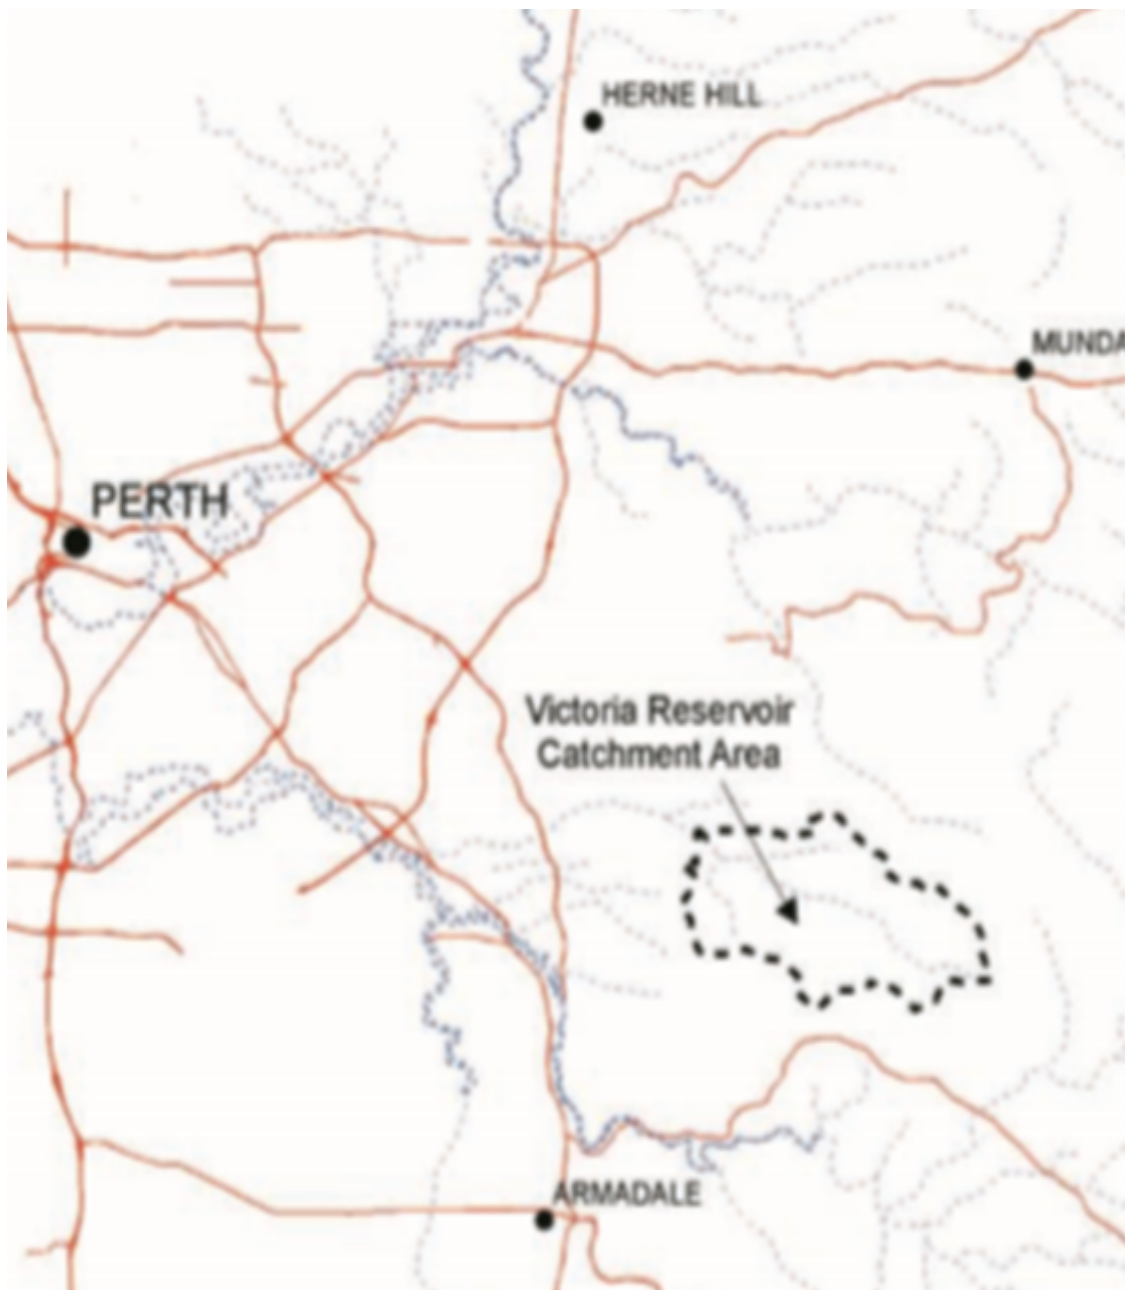 HERNE HILL
MUNDA
PERTH
Victoria Reservoir
Catchment Area
ARMADALE